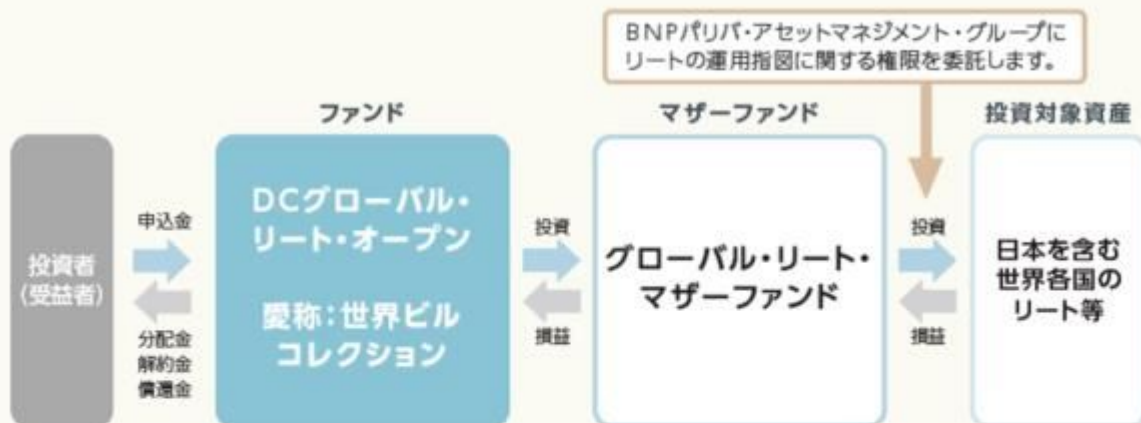 BNPパリバ・アセットマネジメント・グループに
リートの運用指図に関する権限を委託します。
ファンド
マザーファンド
投資対象資産
投資者
(受益者)
申込金
分配金
解約金
償還金
DCグローバル・
リート・オープン
愛称:世界ビル
コレクション
投資
損益
グローバル・リート・
マザーファンド
投資
損益
日本を含む
世界各国の
リート等